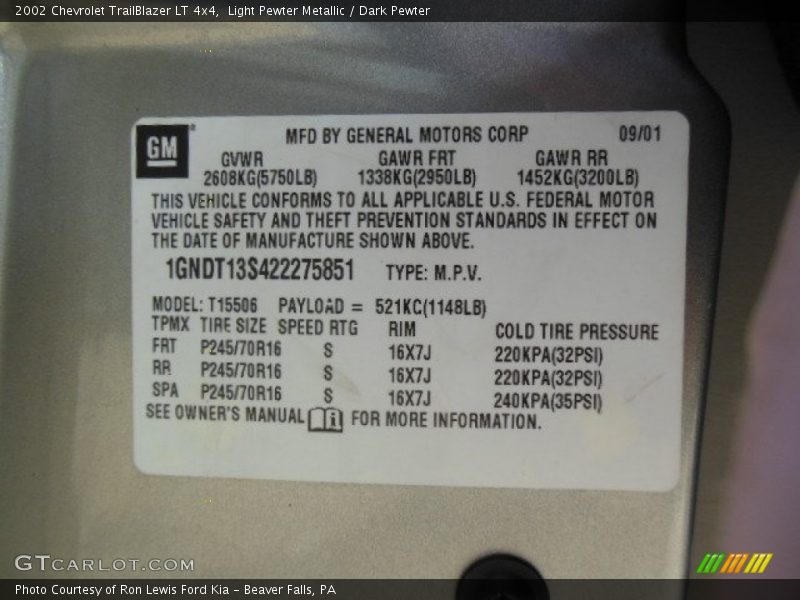 2002 Chevrolet TrailBlazer LT 4x4,  Light Pewter Metallic / Dark Pewter
GM
MFD BY GENERAL MOTORS CORP 09/01
GVWR GAWR FRT GAWR RR
2608KG(5750LB) 1338KG(2950LB) 1452KG(3200LB)
THIS VEHICLE CONFORMS TO ALL APPLICABLE U.S. FEDERAL MOTOR
VEHICLE SAFETY AND THEFT PREVENTION STANDARDS IN EFFECT ON
THE DATE OF MANUFACTURE SHOWN ABOVE.
1GNDT13S422275851 TYPE: M.P.V.
MODEL: T15506 PAYLOAD = 521KC(1148LB)
TPMX TIRE SIZE SPEED RTG RIM COLD TIRE PRESSURE
FRT P245/70R16 S 16X7J 220KPA(32PSI)
RR P245/70R16 S 16X7J 220KPA(32PSI)
SPA P245/70R16 S 16X7J 240KPA(35PSI)
SEE OWNER'S MANUAL FOR MORE INFORMATION.
GTCARLOT.COM
Photo Courtesy of Ron Lewis Ford Kia – Beaver Falls, PA